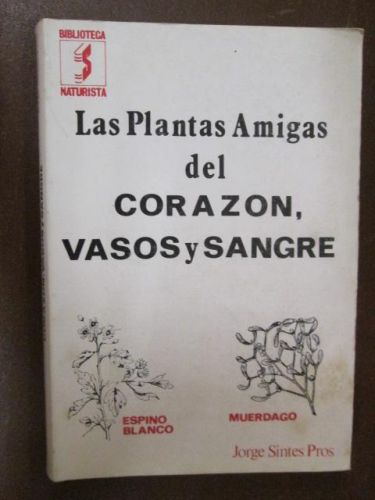 BIBLIOTECA
S
NATURISTA
Las Plantas Amigas
del
CORAZON,
VASOS y SANGRE
ESPINO
BLANCO
MUERDAGO
Jorge Sintes Pros